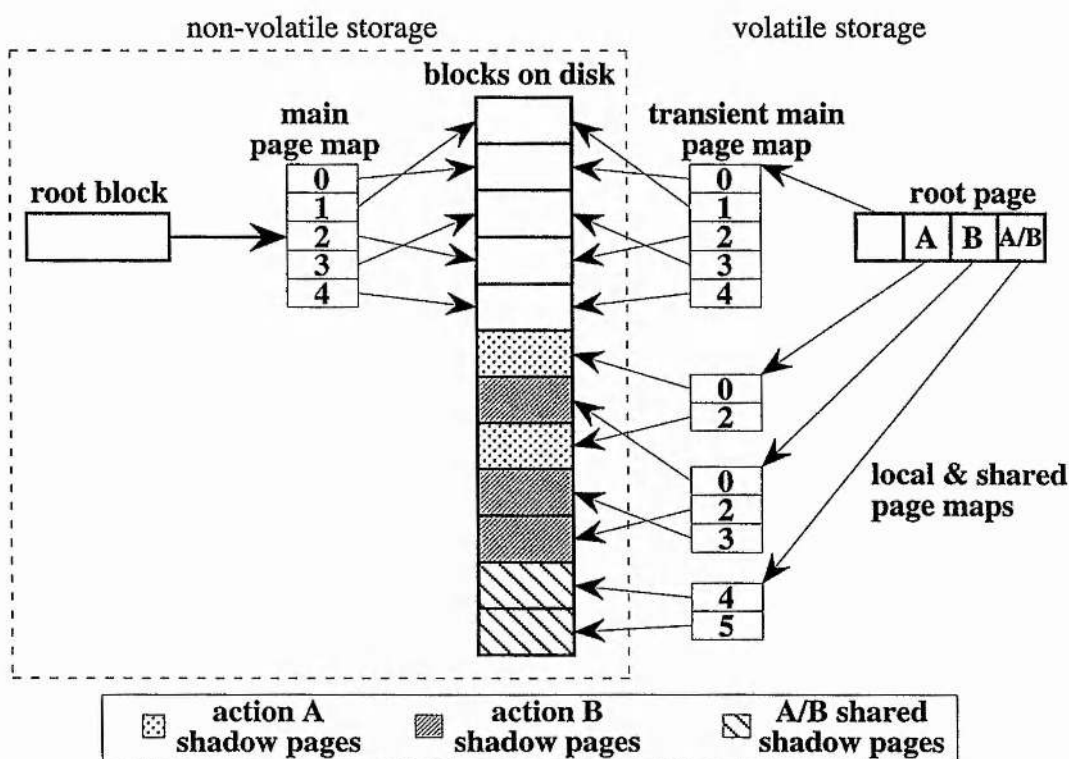 non-volatile storage
volatile storage
blocks on disk
main
page map
transient main
page map
root block
root page
0
1
2
3
4
0
1
2
3
4
A
B
A/B
0
2
0
2
3
local & shared
page maps
4
5
action A
shadow pages
action B
shadow pages
A/B shared
shadow pages